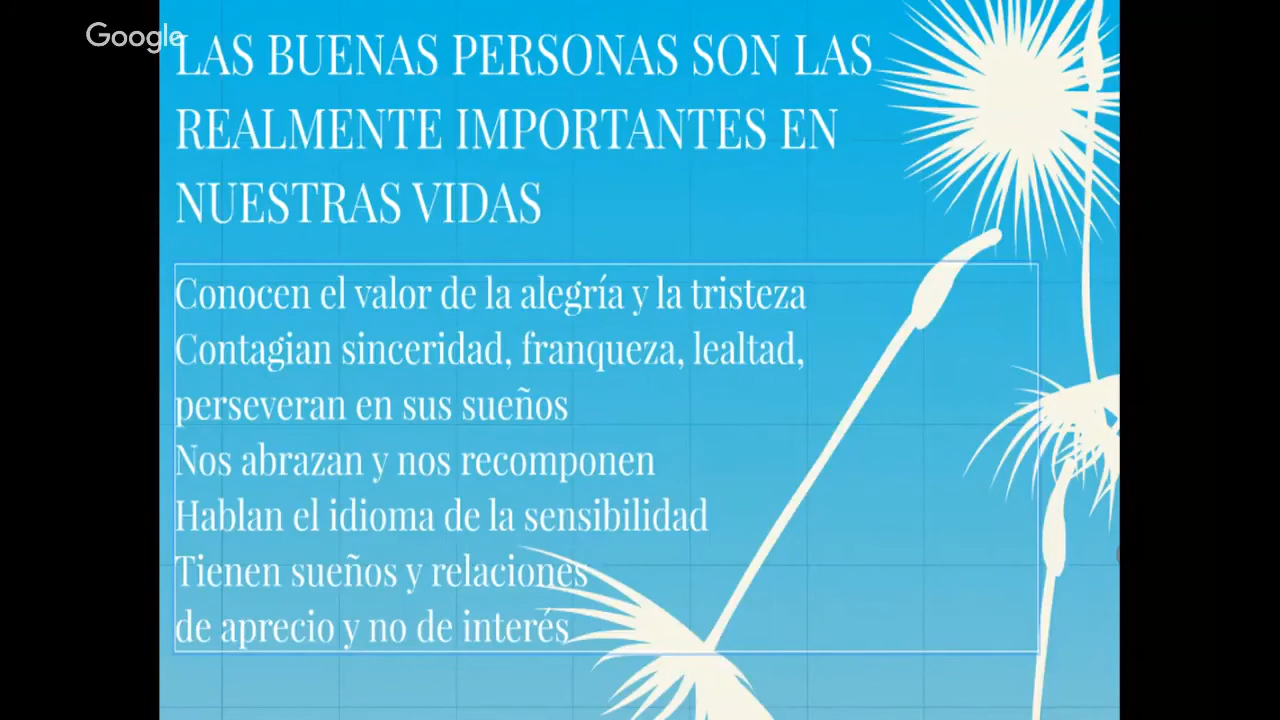 Google
LAS BUENAS PERSONAS SON LAS
REALMENTE IMPORTANTES EN
NUESTRAS VIDAS
Conocen el valor de la alegría y la tristeza
Contagian sinceridad, franqueza, lealtad,
perseveran en sus sueños
Nos abrazan y nos recomponen
Hablan el idioma de la sensibilidad
Tienen sueños y relaciones
de aprecio y no de interés